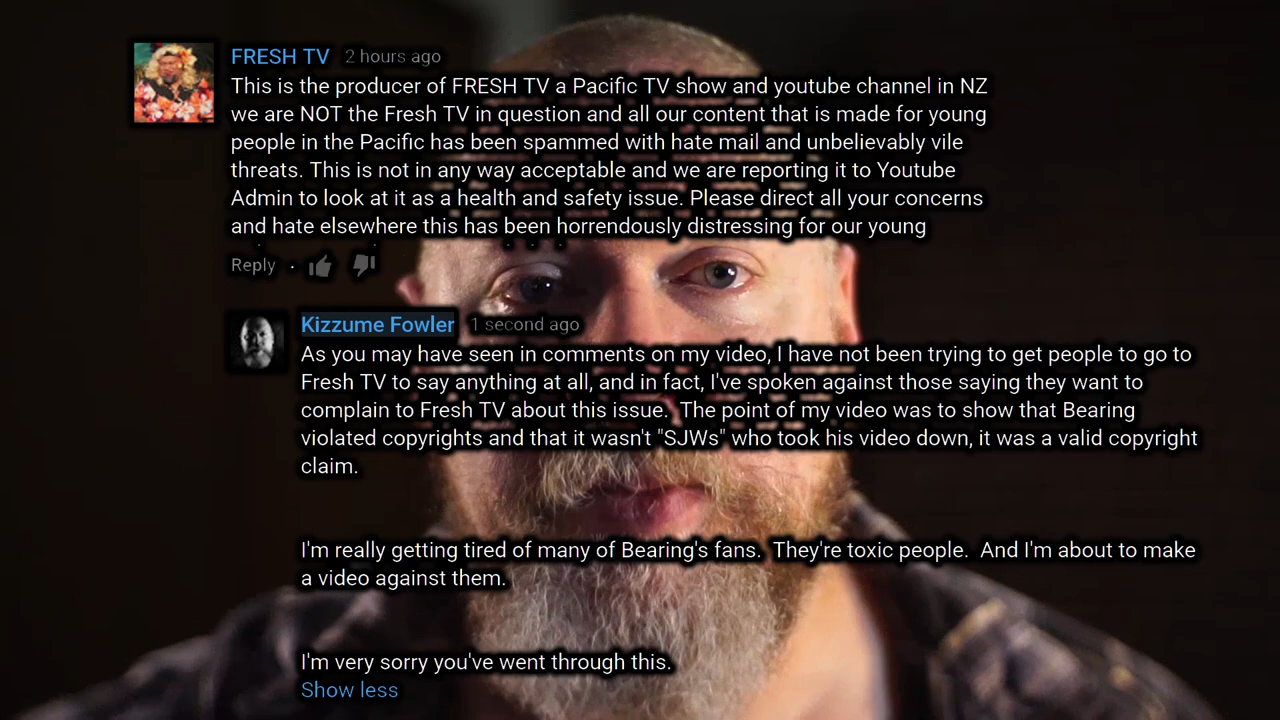 FRESH TV 2 hours ago
This is the producer of FRESH TV a Pacific TV show and youtube channel in NZ
we are NOT the Fresh TV in question and all our content that is made for young
people in the Pacific has been spammed with hate mail and unbelievably vile
threats. This is not in any way acceptable and we are reporting it to Youtube
Admin to look at it as a health and safety issue. Please direct all your concerns
and hate elsewhere this has been horrendously distressing for our young
Reply ·
Kizzume Fowler 1 second ago
As you may have seen in comments on my video, I have not been trying to get people to go to
Fresh TV to say anything at all, and in fact, I've spoken against those saying they want to
complain to Fresh TV about this issue.  The point of my video was to show that Bearing
violated copyrights and that it wasn't "SJWs" who took his video down, it was a valid copyright
claim.
I'm really getting tired of many of Bearing's fans.  They're toxic people.  And I'm about to make
a video against them.
I'm very sorry you've went through this.
Show less